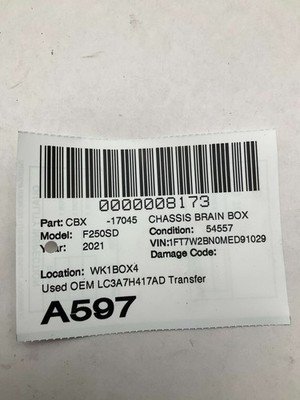 0000008173
Part: CBX -17045 CHASSIS BRAIN BOX
Model: F250SD Condition: 54557
Year: 2021 VIN:1FT7W2BN0MED91029
Damage Code:
Location: WK1BOX4
Used OEM LC3A7H417AD Transfer
A597